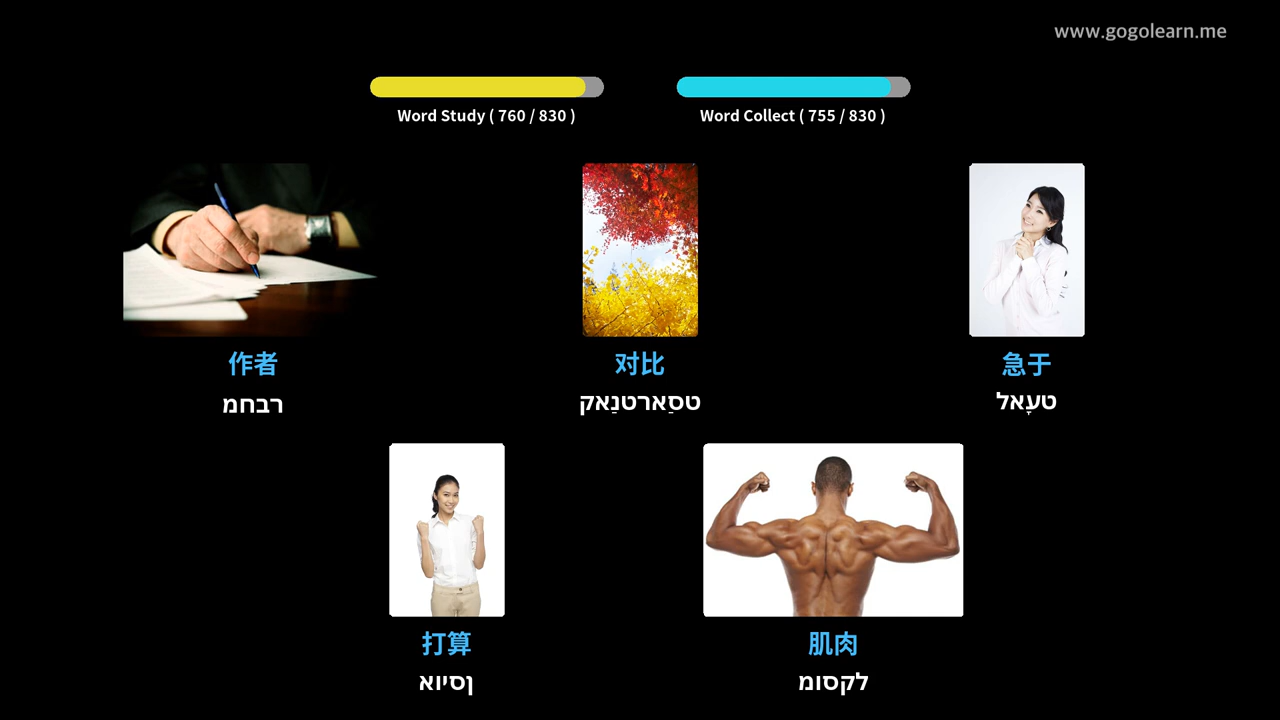 www.gogolearn.me
Word Study ( 760 / 830 )
Word Collect ( 755 / 830 )
作者
רבחמ
对比
טסַארטנַאק
急于
טעָאל
打算
ןסיוא
肌肉
לקסומ